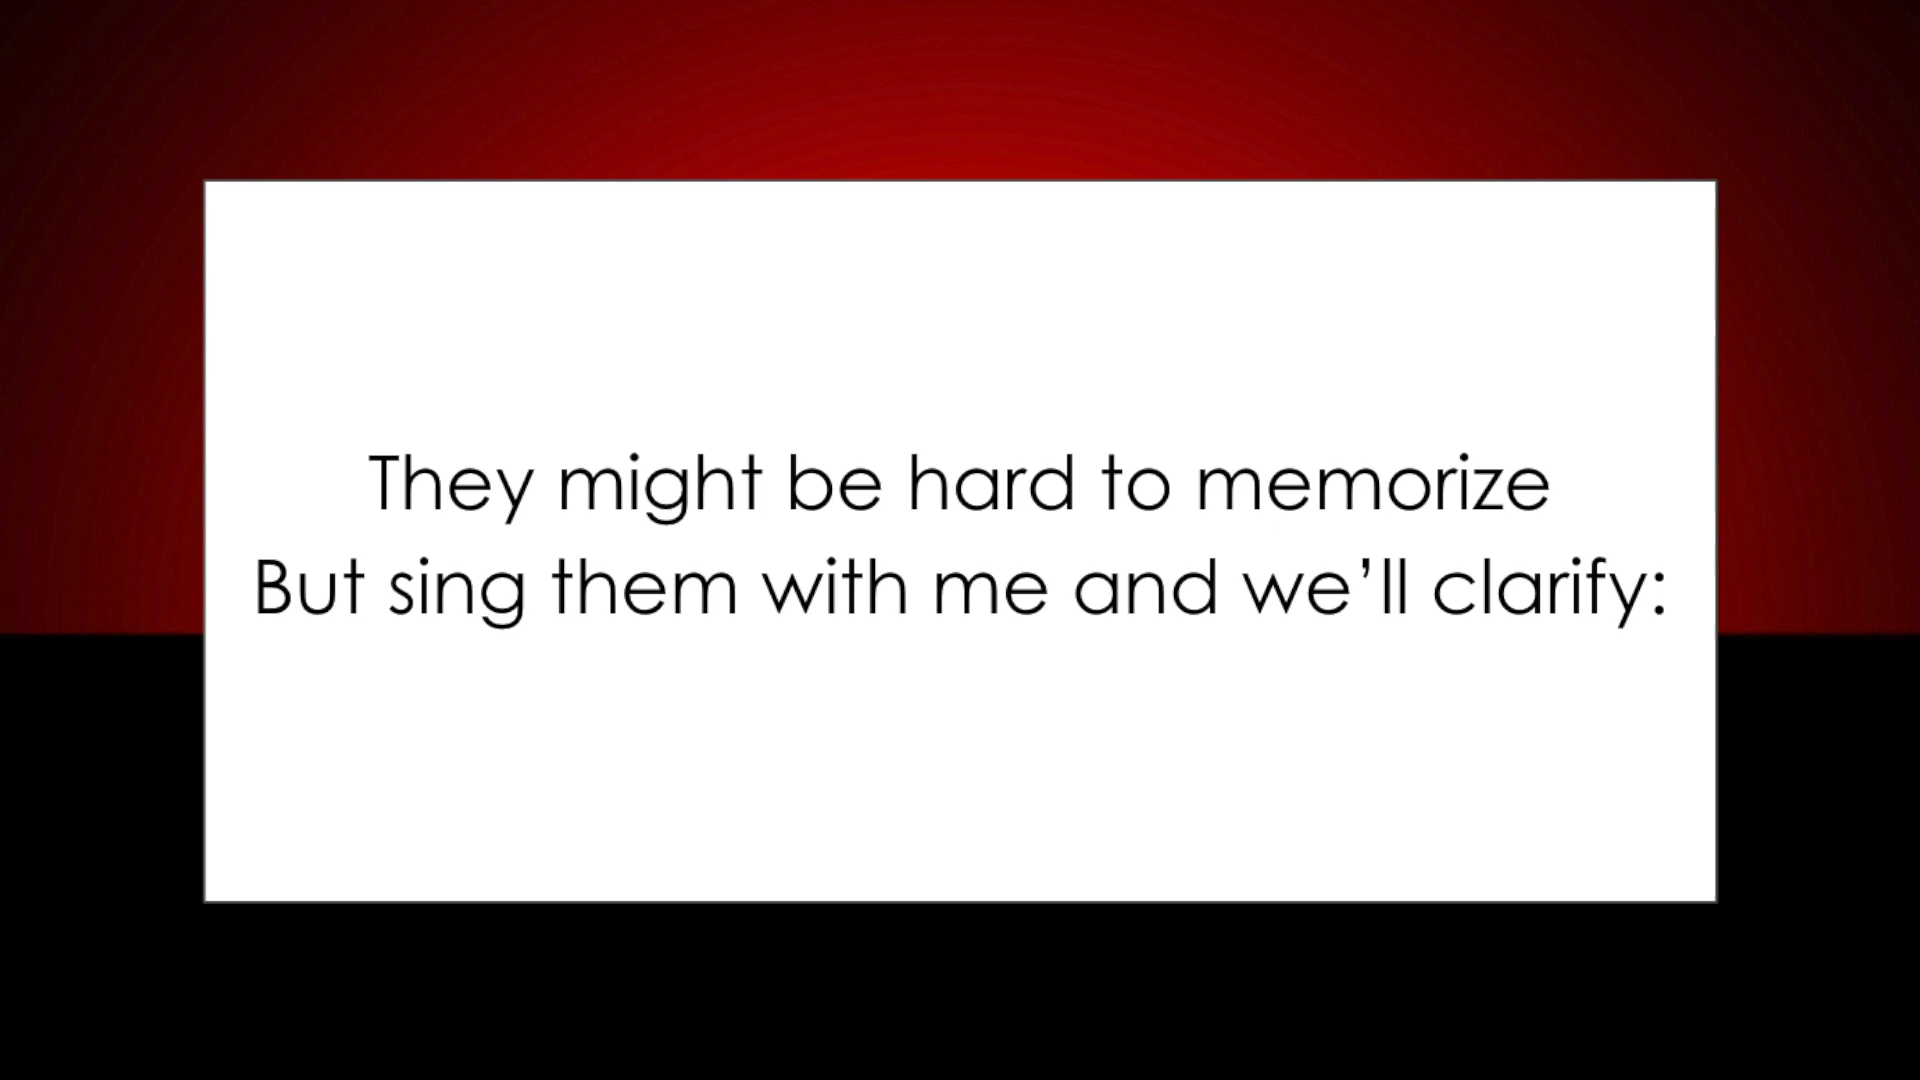 They might be hard to memorize
But sing them with me and we’ll clarify: